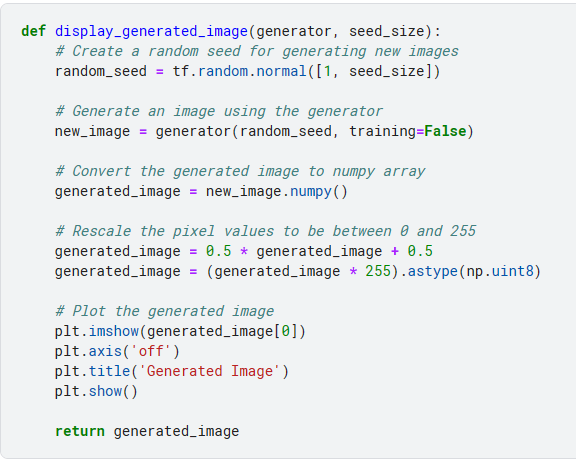 def display_generated_image(generator, seed_size):
    # Create a random seed for generating new images
    random_seed = tf.random.normal([1, seed_size])

    # Generate an image using the generator
    new_image = generator(random_seed, training=False)

    # Convert the generated image to numpy array
    generated_image = new_image.numpy()

    # Rescale the pixel values to be between 0 and 255
    generated_image = 0.5 * generated_image + 0.5
    generated_image = (generated_image * 255).astype(np.uint8)

    # Plot the generated image
    plt.imshow(generated_image[0])
    plt.axis('off')
    plt.title('Generated Image')
    plt.show()

    return generated_image